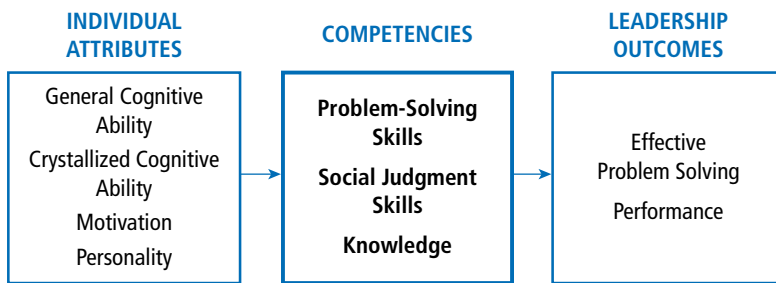 INDIVIDUAL
ATTRIBUTES
General Cognitive
Ability
Crystallized Cognitive
Ability
Motivation
Personality
COMPETENCIES
Problem-Solving
Skills
Social Judgment
Skills
Knowledge
LEADERSHIP
OUTCOMES
Effective
Problem Solving
Performance